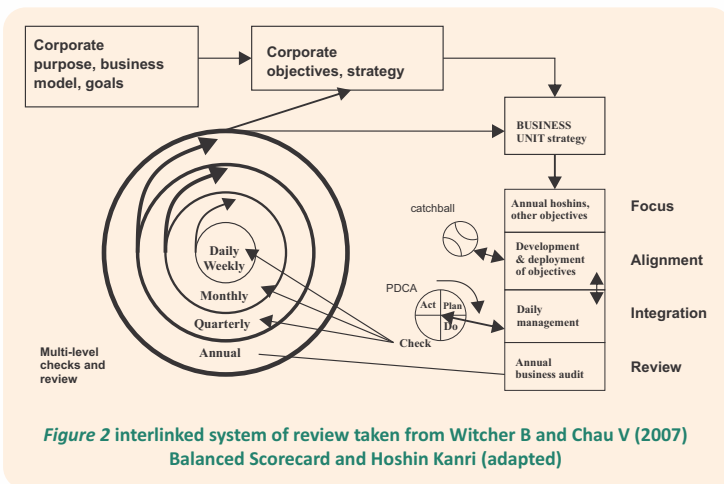 Corporate
purpose, business
model, goals
Corporate
objectives, strategy
BUSINESS
UNIT strategy
Annual hoshins,
other objectives
Focus
catchball
Development
& deployment
of objectives
Alignment
PDCA
Act
Plan
Do
Check
Daily
management
Integration
Annual
business audit
Review
Daily
Weekly
Monthly
Quarterly
Annual
Multi-level
checks and
review
Figure 2 interlinked system of review taken from Witcher B and Chau V (2007)
Balanced Scorecard and Hoshin Kanri (adapted)